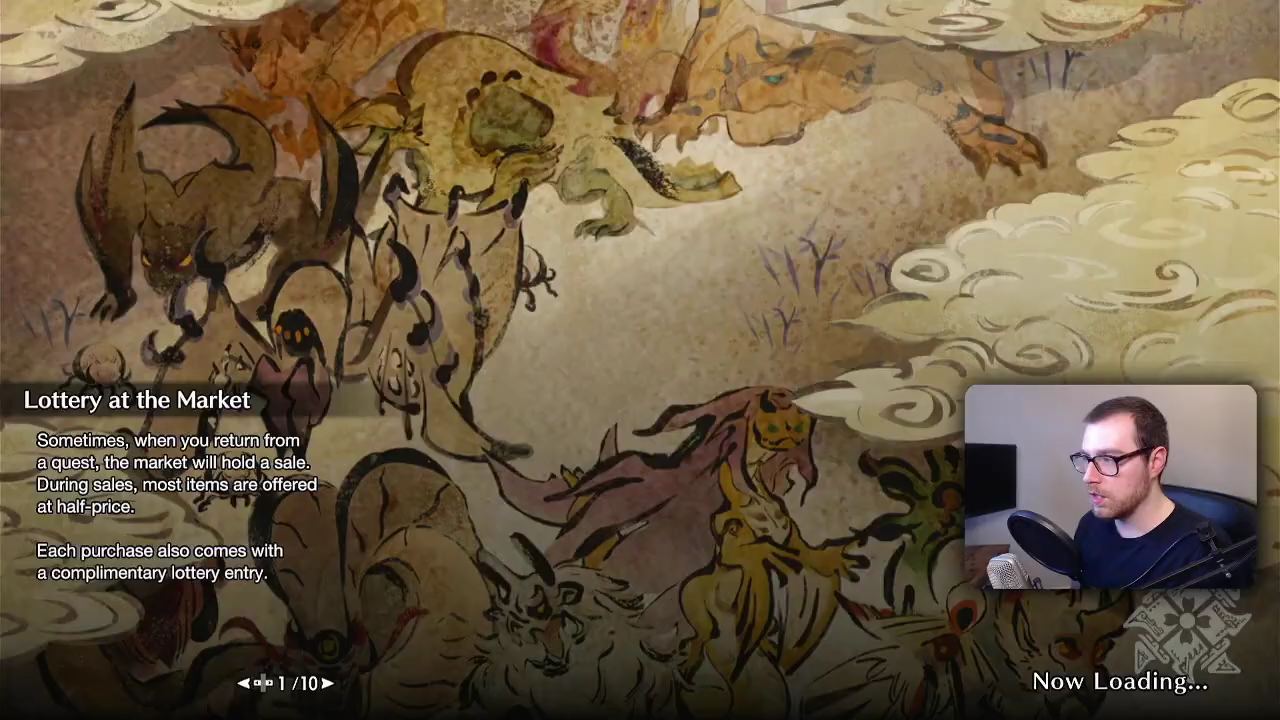 Lottery at the Market
Sometimes, when you return from
a quest, the market will hold a sale.
During sales, most items are offered
at half-price.
Each purchase also comes with
a complimentary lottery entry.
1 / 10
Now Loading...